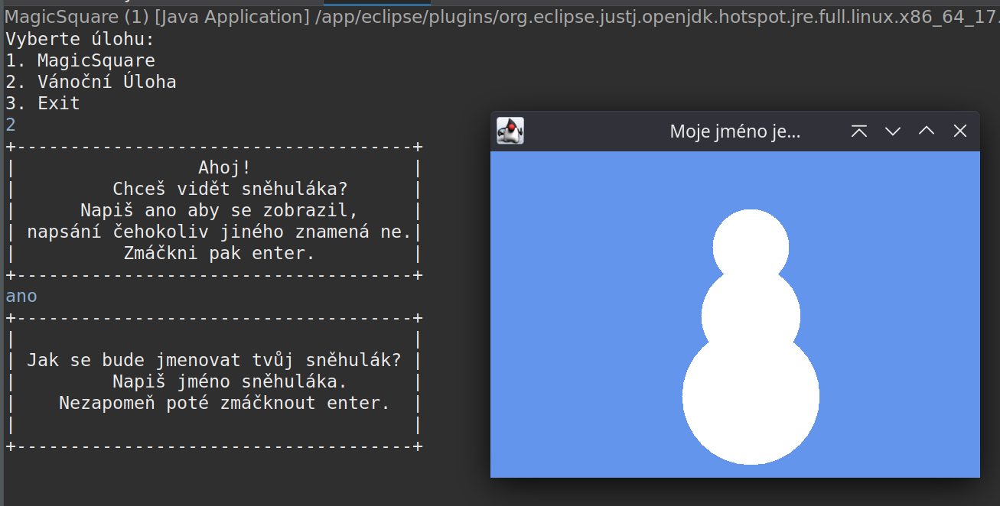 MagicSquare (1) [Java Application] /app/eclipse/plugins/org.eclipse.justj.openjdk.hotspot.jre.full.linux.x86_64_17.
Vyberte úlohu:
1. MagicSquare
2. Vánoční Úloha
3. Exit
2
+-------------------------------------+
|                 Ahoj!               |
|         Chceš vidět sněhuláka?      |
|      Napiš ano aby se zobrazil,     |
| napsání čehokoliv jiného znamená ne.|
|          Zmáčkni pak enter.         |
+-------------------------------------+
ano
+-------------------------------------+
|                                     |
| Jak se bude jmenovat tvůj sněhulák? |
|         Napiš jméno sněhuláka.      |
|    Nezapomeň poté zmáčknout enter.  |
|                                     |
+-------------------------------------+
Moje jméno je...